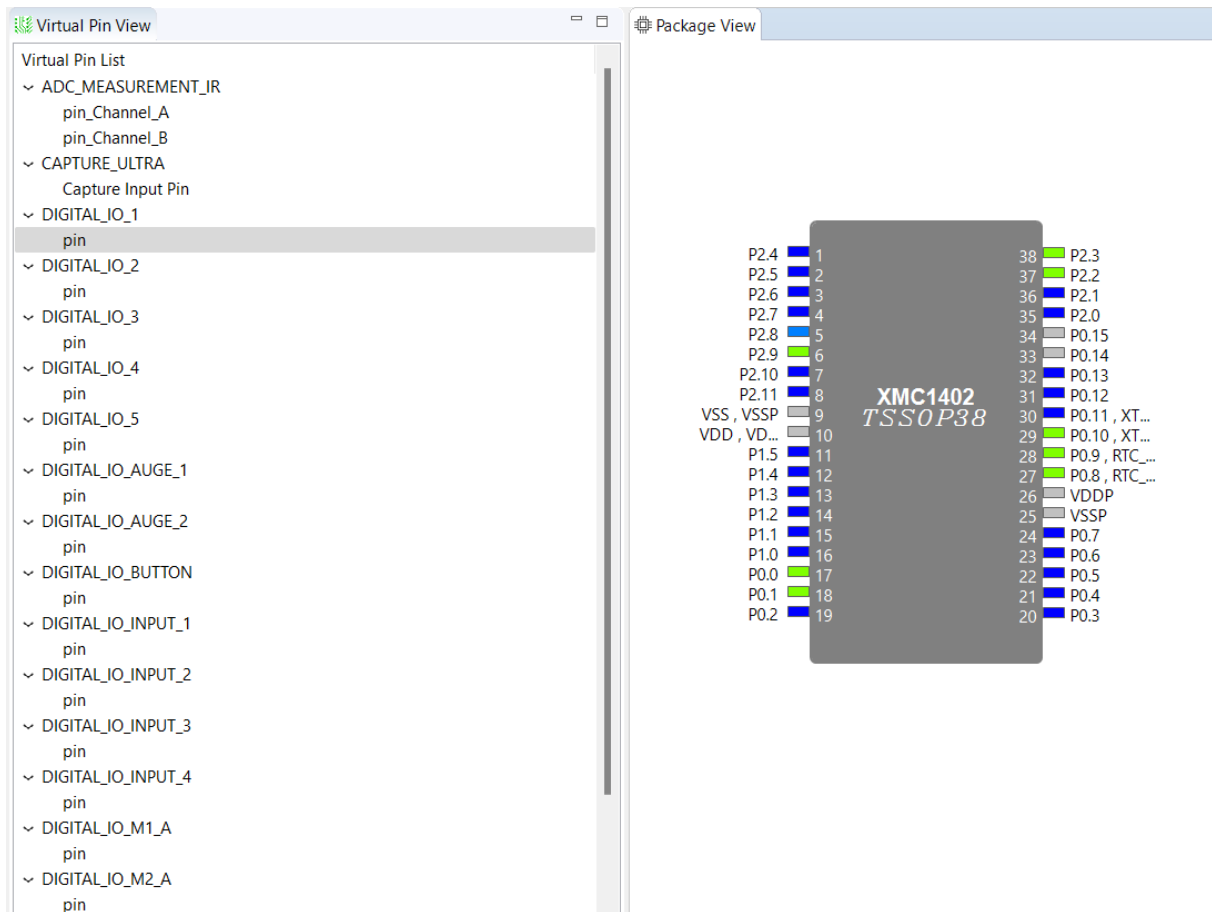 Virtual Pin View
Virtual Pin List
ADC_MEASUREMENT_IR
pin_Channel_A
pin_Channel_B
CAPTURE_ULTRA
Capture Input Pin
DIGITAL_IO_1
pin
DIGITAL_IO_2
pin
DIGITAL_IO_3
pin
DIGITAL_IO_4
pin
DIGITAL_IO_5
pin
DIGITAL_IO_AUGE_1
pin
DIGITAL_IO_AUGE_2
pin
DIGITAL_IO_BUTTON
pin
DIGITAL_IO_INPUT_1
pin
DIGITAL_IO_INPUT_2
pin
DIGITAL_IO_INPUT_3
pin
DIGITAL_IO_INPUT_4
pin
DIGITAL_IO_M1_A
pin
DIGITAL_IO_M2_A
pin
Package View
P2.4 1
P2.5 2
P2.6 3
P2.7 4
P2.8 5
P2.9 6
P2.10 7
P2.11 8
VSS , VSSP 9
VDD , VD... 10
P1.5 11
P1.4 12
P1.3 13
P1.2 14
P1.1 15
P1.0 16
P0.0 17
P0.1 18
P0.2 19
XMC1402
TSSOP38
38 P2.3
37 P2.2
36 P2.1
35 P2.0
34 P0.15
33 P0.14
32 P0.13
31 P0.12
30 P0.11 , XT...
29 P0.10 , XT...
28 P0.9 , RTC_...
27 P0.8 , RTC_...
26 VDDP
25 VSSP
24 P0.7
23 P0.6
22 P0.5
21 P0.4
20 P0.3